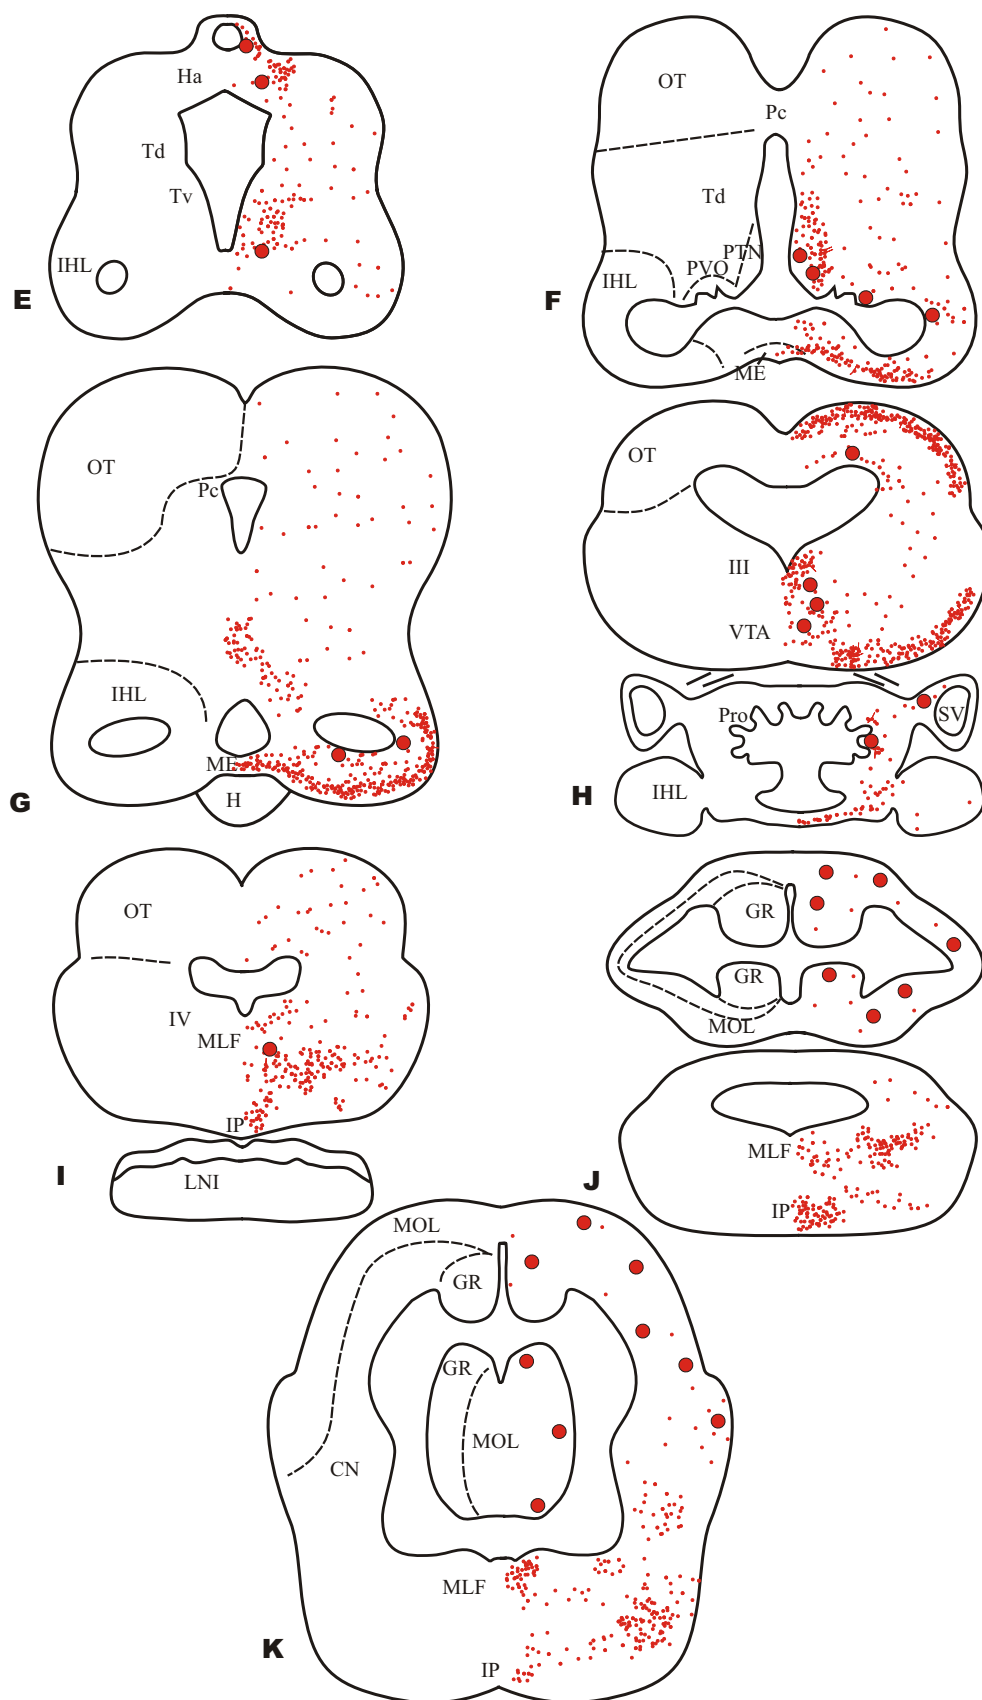 Ha
Td
Tv
IHL
E
OT
Pc
Td
PTN
PVO
IHL
F
ME
OT
Pc
IHL
ME
G
H
OT
III
VTA
Pro
SV
IHL
H
OT
IV
MLF
IP
I
LNI
GR
GR
MOL
MLF
J
IP
MOL
GR
GR
MOL
CN
MLF
K
IP